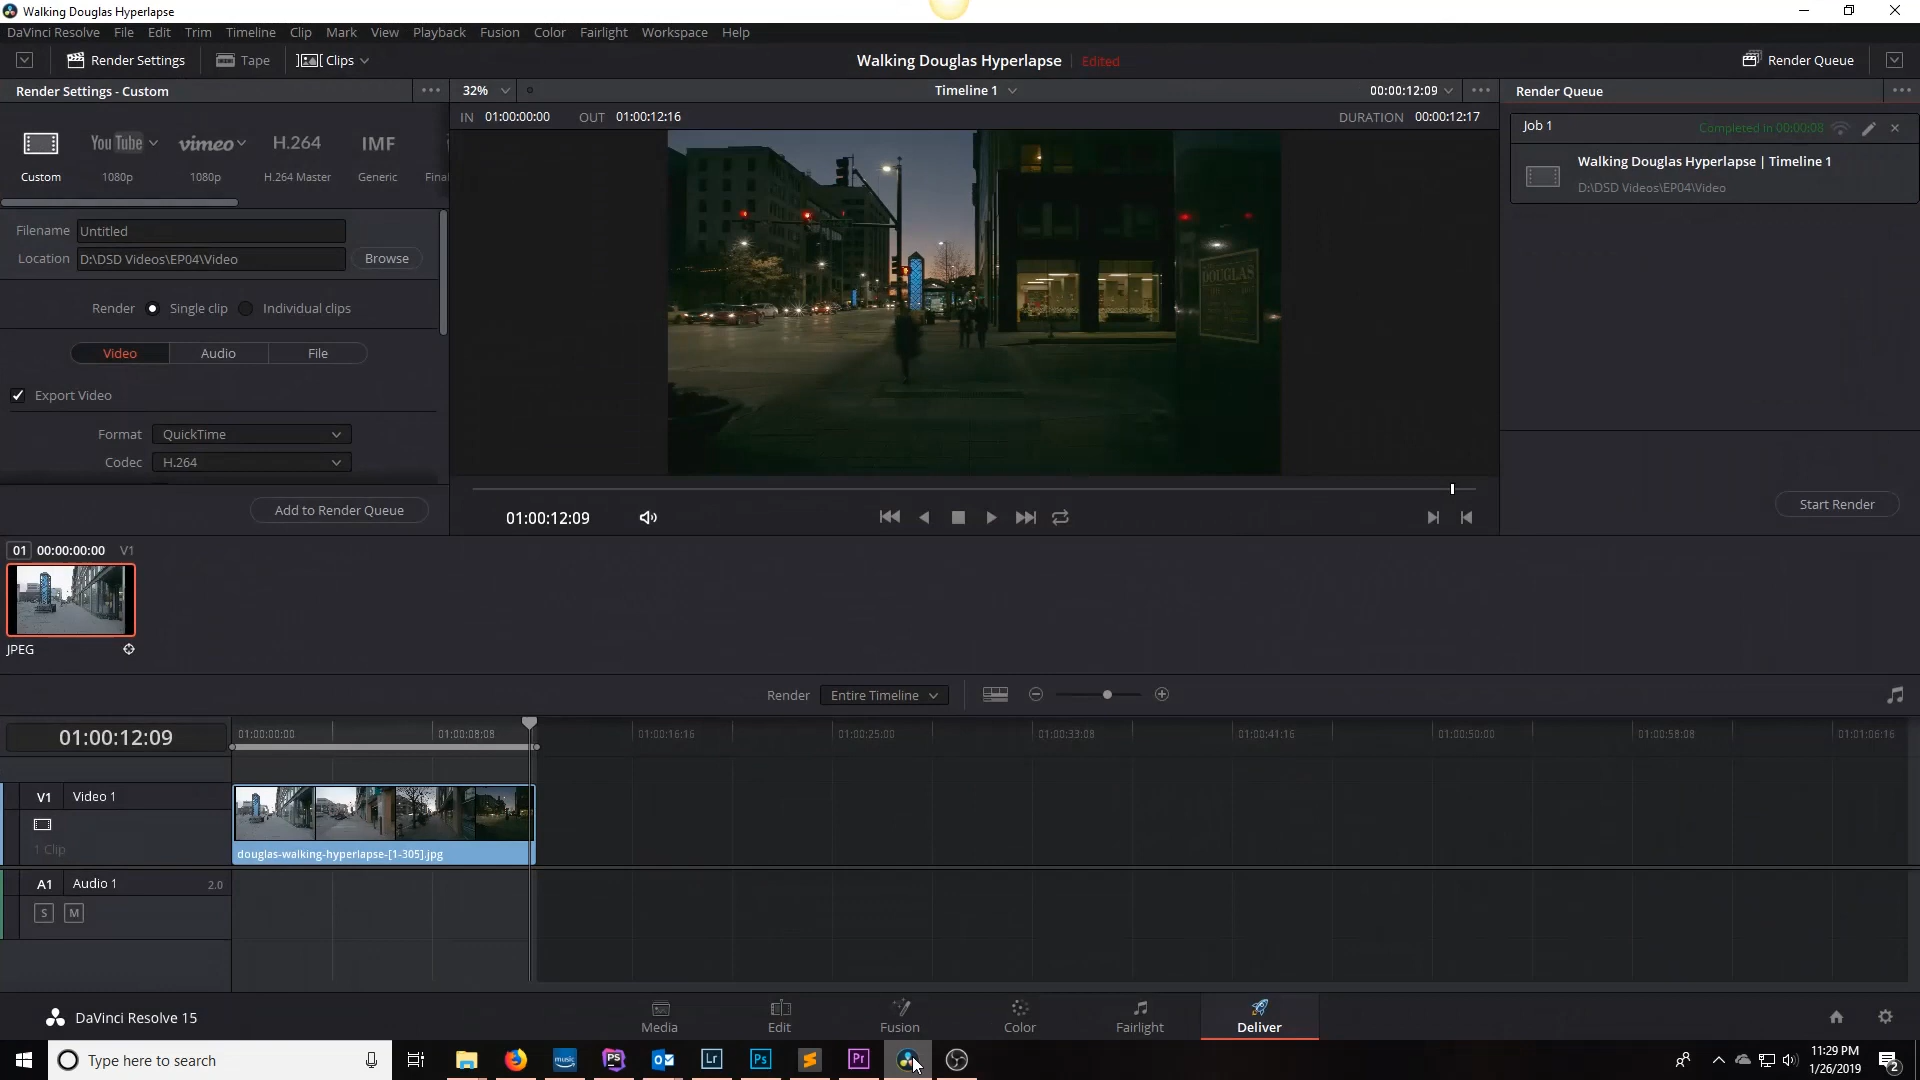 Walking Douglas Hyperlapse
DaVinci Resolve File Edit Trim Timeline Clip Mark View Playback Fusion Color Fairlight Workspace Help
Render Settings Tape Clips Walking Douglas Hyperlapse Edited Render Queue
Render Settings - Custom 32% Timeline 1 00:00:12:09 Render Queue
IN 01:00:00:00 OUT 01:00:12:16 DURATION 00:00:12:17
Job 1 Completed in 00:00:08
YouTube vimeo H.264 IMF
Custom 1080p 1080p H.264 Master Generic Final
Walking Douglas Hyperlapse | Timeline 1
D:\DSD Videos\EP04\Video
Filename Untitled
Location D:\DSD Videos\EP04\Video Browse
DOUGLAS
Render Single clip Individual clips
Video Audio File
Export Video
Format QuickTime
Codec H.264
Add to Render Queue
01:00:12:09
Start Render
01 00:00:00:00 V1
JPEG
Render Entire Timeline
01:00:12:09
01:00:00:00 01:00:08:08 01:00:16:16 01:00:25:00 01:00:33:08 01:00:41:16 01:00:50:00 01:00:58:08 01:01:06:16
V1 Video 1
1 Clip
douglas-walking-hyperlapse-[1-305].jpg
A1 Audio 1 2.0
S M
DaVinci Resolve 15
Media Edit Fusion Color Fairlight Deliver
Type here to search
music PS Lr Ps Pr
11:29 PM
1/26/2019
2